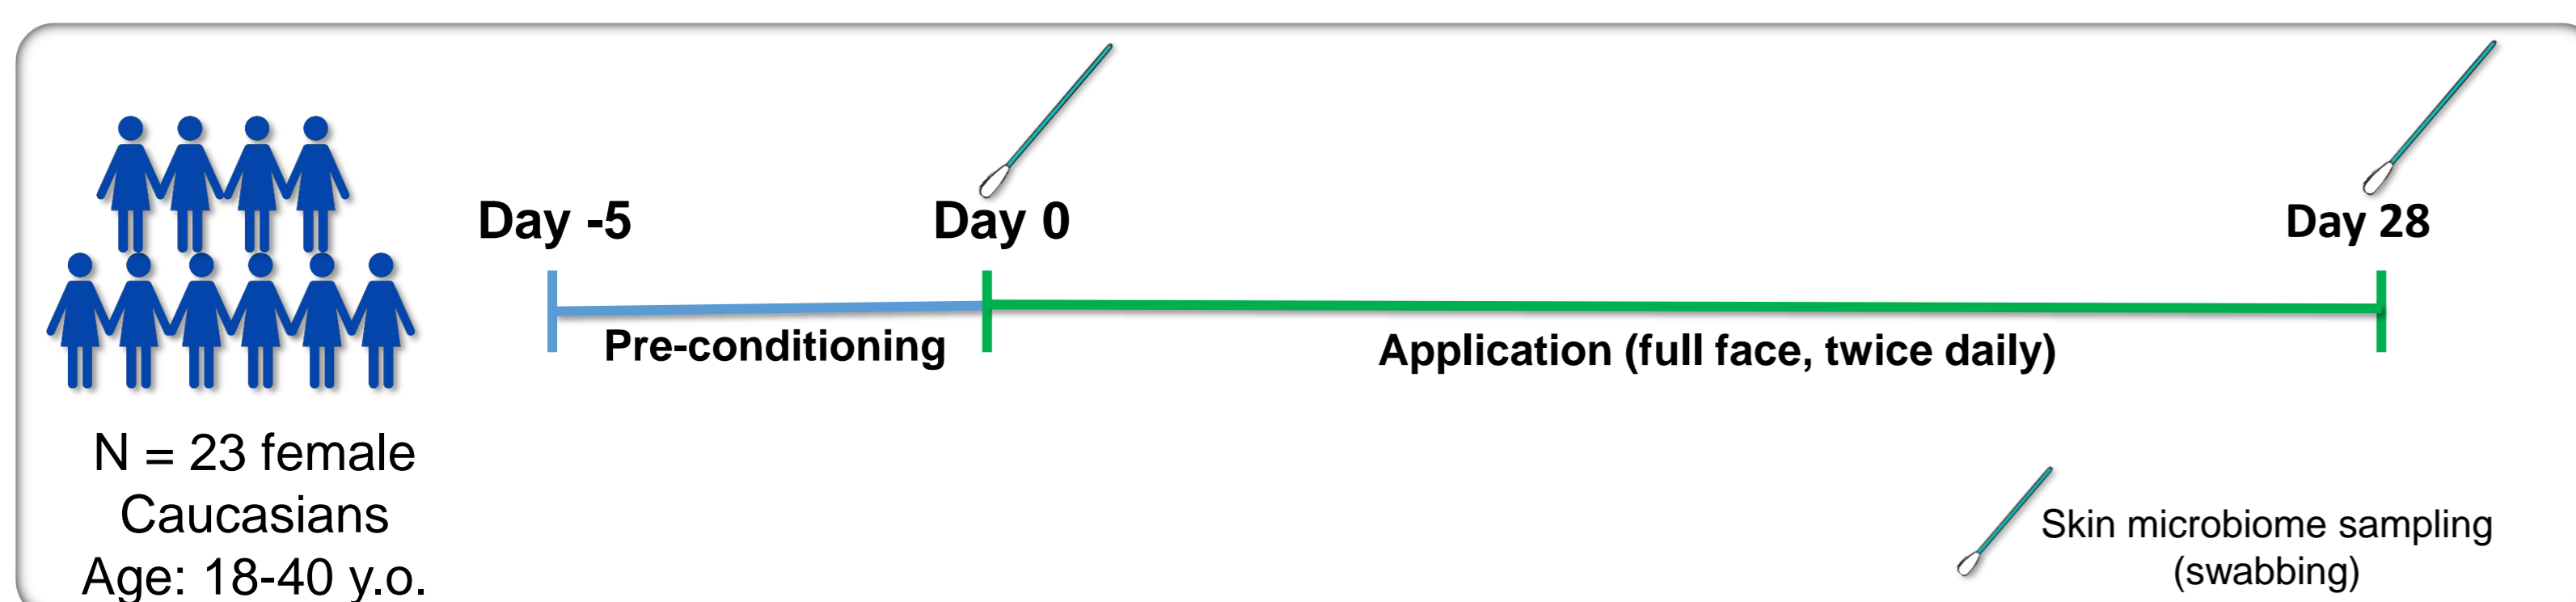 Day -5
Day 0
Day 28
Pre-conditioning
Application (full face, twice daily)
N = 23 female
Caucasians
Age: 18-40 y.o.
Skin microbiome sampling
(swabbing)